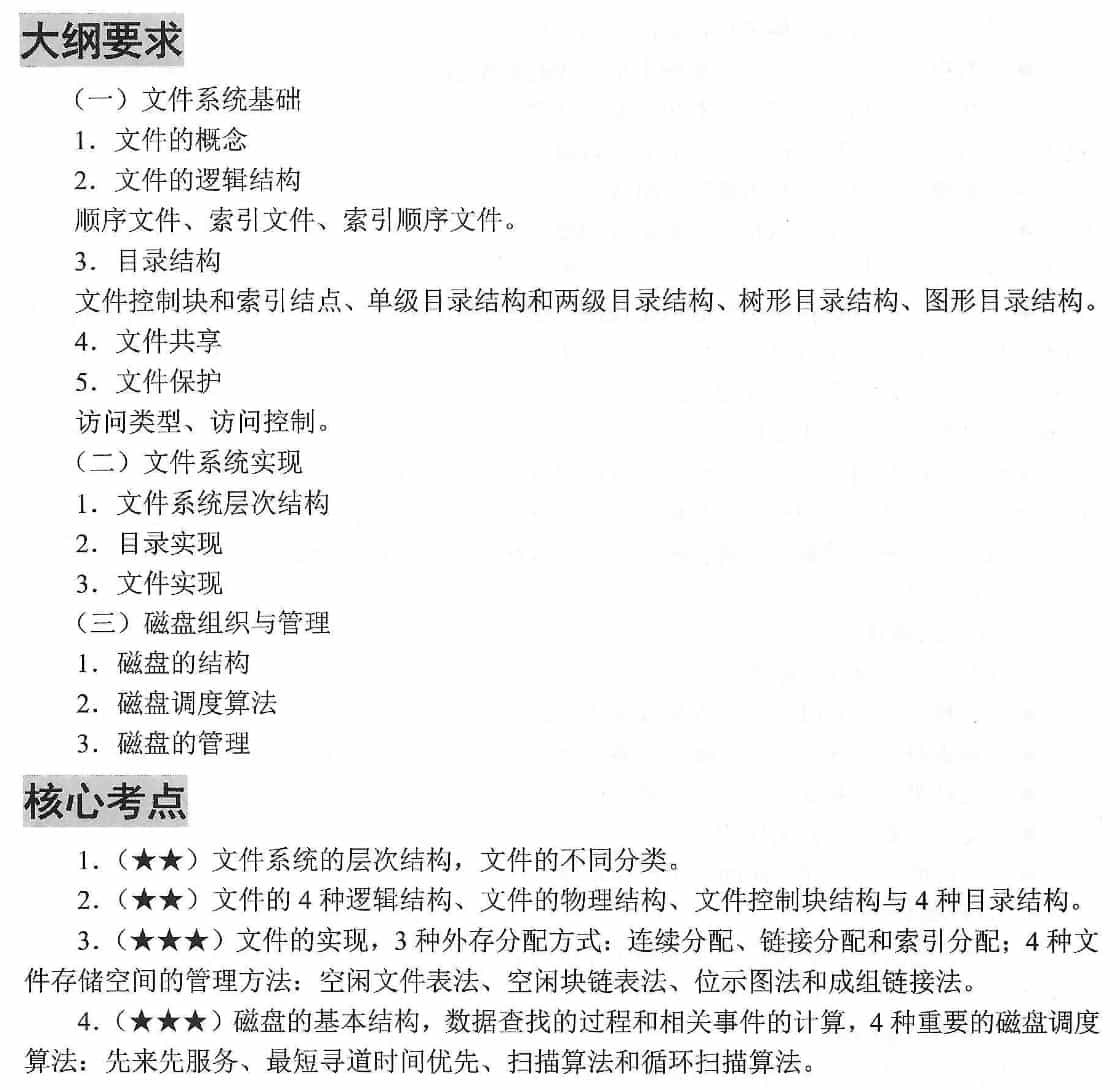 大纲要求
（一）文件系统基础
1．文件的概念
2．文件的逻辑结构
顺序文件、索引文件、索引顺序文件。
3．目录结构
文件控制块和索引结点、单级目录结构和两级目录结构、树形目录结构、图形目录结构。
4．文件共享
5．文件保护
访问类型、访问控制。
（二）文件系统实现
1．文件系统层次结构
2．目录实现
3．文件实现
（三）磁盘组织与管理
1．磁盘的结构
2．磁盘调度算法
3．磁盘的管理
核心考点
1．（★★）文件系统的层次结构，文件的不同分类。
2．（★★）文件的 4 种逻辑结构、文件的物理结构、文件控制块结构与 4 种目录结构。
3．（★★★）文件的实现，3 种外存分配方式：连续分配、链接分配和索引分配；4 种文
件存储空间的管理方法：空闲文件表法、空闲块链表法、位示图法和成组链接法。
4．（★★★）磁盘的基本结构，数据查找的过程和相关事件的计算，4 种重要的磁盘调度
算法：先来先服务、最短寻道时间优先、扫描算法和循环扫描算法。